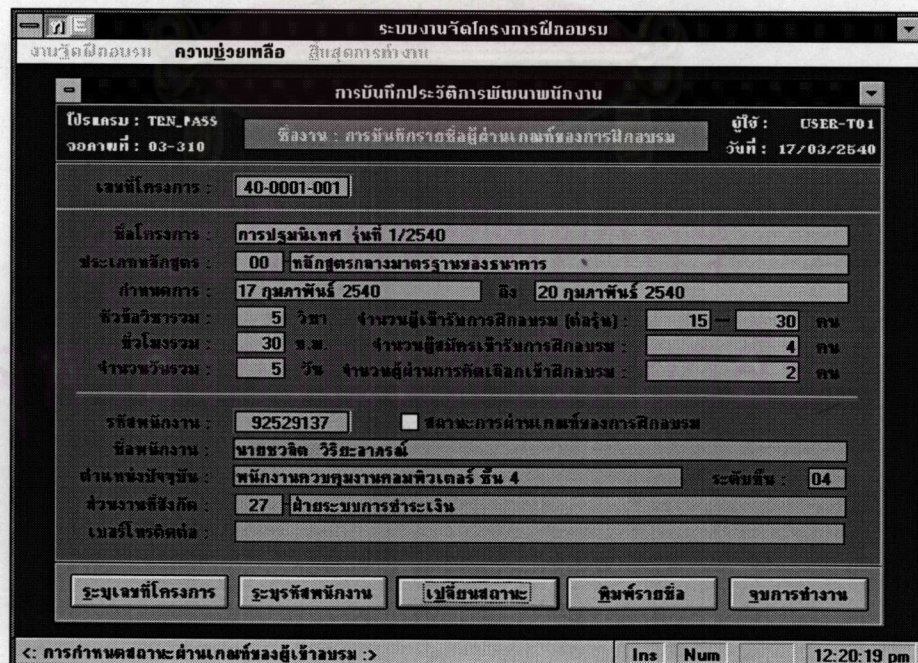 ระบบงานจัดโครงการฝึกอบรม
งานจัดฝึกอบรม ความช่วยเหลือ สิ้นสุดการทำงาน
การบันทึกประวัติการพัฒนาพนักงาน
โปรแกรม : TEN_PASS
จอภาพที่ : 03-310
ชื่องาน : การบันทึกรายชื่อผู้ผ่านเกณฑ์ของการฝึกอบรม
ผู้ใช้ : USER-T01
วันที่ : 17/03/2540
เลขที่โครงการ : 40-0001-001
ชื่อโครงการ : การปฐมนิเทศ รุ่นที่ 1/2540
ประเภทหลักสูตร : 00 หลักสูตรกลางมาตรฐานของธนาคาร
กำหนดการ : 17 กุมภาพันธ์ 2540 ถึง 20 กุมภาพันธ์ 2540
หัวข้อวิชารวม : 5 วิชา จำนวนผู้เข้ารับการฝึกอบรม (ต่อรุ่น) : 15 - 30 คน
ชั่วโมงรวม : 30 ช.ม. จำนวนผู้สมัครเข้ารับการฝึกอบรม : 4 คน
จำนวนวันรวม : 5 วัน จำนวนผู้ผ่านการคัดเลือกเข้าฝึกอบรม : 2 คน
รหัสพนักงาน : 92529137 สถานะการผ่านเกณฑ์ของการฝึกอบรม
ชื่อพนักงาน : นายชวลิต วิริยะอาภรณ์
ตำแหน่งปัจจุบัน : พนักงานควบคุมงานคอมพิวเตอร์ ชั้น 4 ระดับชั้น : 04
ส่วนงานที่สังกัด : 27 ฝ่ายระบบการชำระเงิน
เบอร์โทรติดต่อ :
ระบุเลขที่โครงการ ระบุรหัสพนักงาน เปลี่ยนสถานะ พิมพ์รายชื่อ จบการทำงาน
<: การกำหนดสถานะผ่านเกณฑ์ของผู้เข้าอบรม :> Ins Num 12:20:19 pm